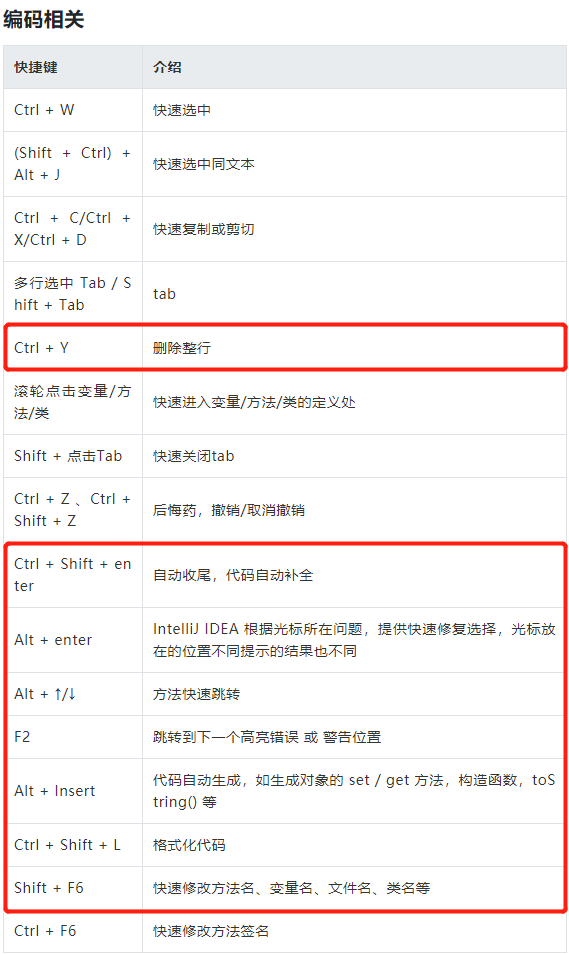 编码相关
快捷键
介绍
Ctrl + W
快速选中
(Shift + Ctrl) +
Alt + J
快速选中同文本
Ctrl + C/Ctrl +
X/Ctrl + D
快速复制或剪切
多行选中 Tab / S
hift + Tab
tab
Ctrl + Y
删除整行
滚轮点击变量/方
法/类
快速进入变量/方法/类的定义处
Shift + 点击Tab
快速关闭tab
Ctrl + Z 、Ctrl +
Shift + Z
后悔药，撤销/取消撤销
Ctrl + Shift + en
ter
自动收尾，代码自动补全
Alt + enter
IntelliJ IDEA 根据光标所在问题，提供快速修复选择，光标放
在的位置不同提示的结果也不同
Alt + ↑/↓
方法快速跳转
F2
跳转到下一个高亮错误 或 警告位置
Alt + Insert
代码自动生成，如生成对象的 set / get 方法，构造函数，toS
tring() 等
Ctrl + Shift + L
格式化代码
Shift + F6
快速修改方法名、变量名、文件名、类名等
Ctrl + F6
快速修改方法签名